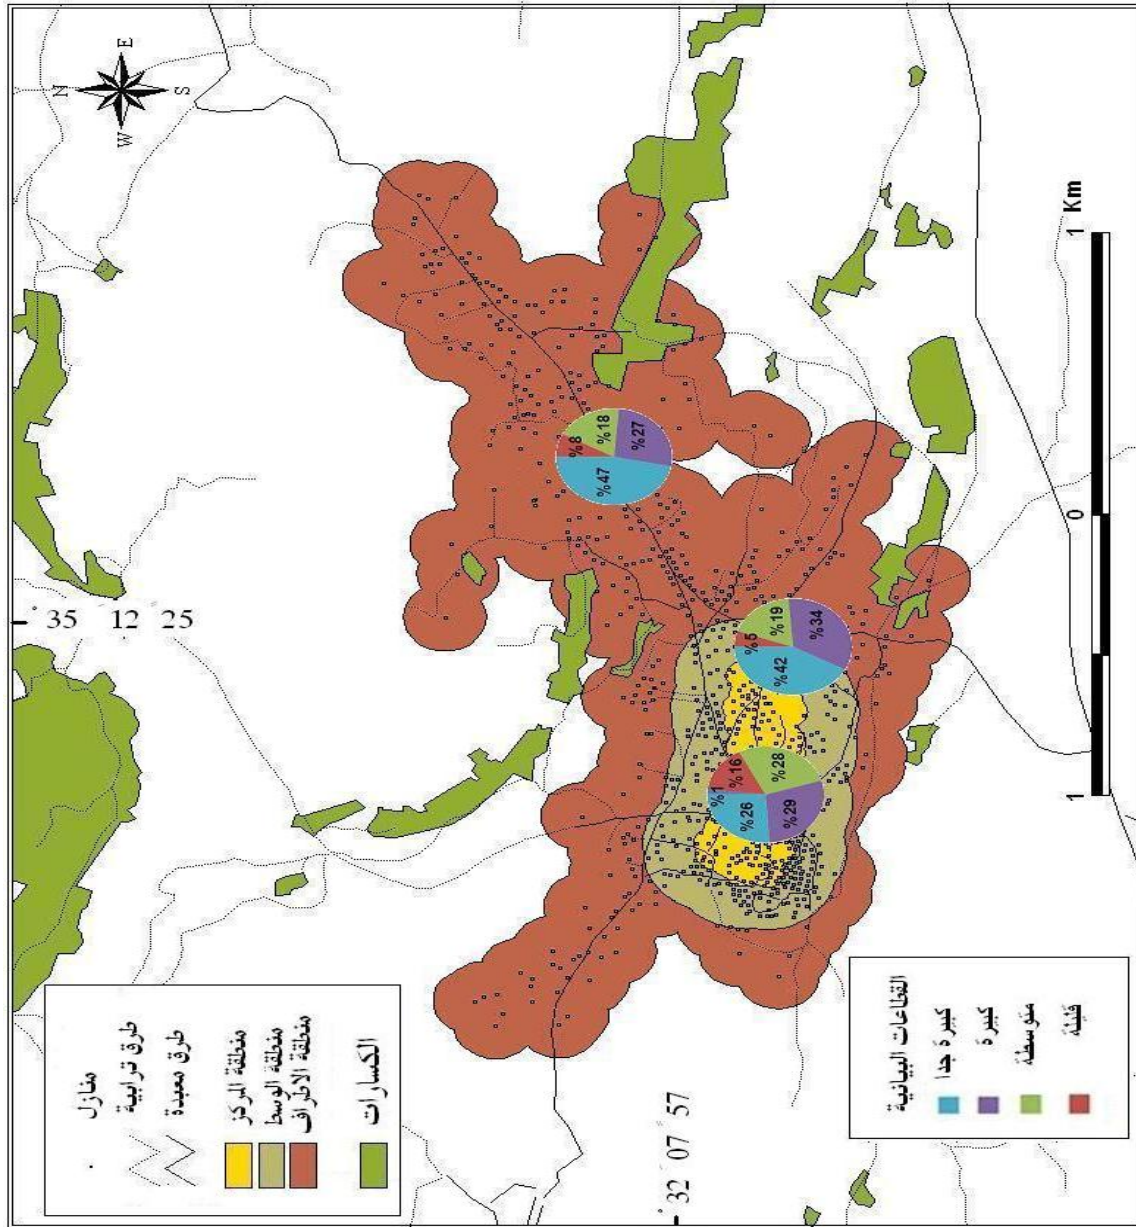 N
E
S
W
° 35 12 25
° 32 07 57
منازل
طرق ترابية
طرق معبدة
منطقة المركز
منطقة الوسط
منطقة الاطراف
الكسارات
%8
%18
%27
%47
%5
%19
%34
%42
%1
%16
%28
%29
%26
القطاعات البيانية
كبيرة جدا
كبيرة
متوسطة
قليلة
1 0 1 Km